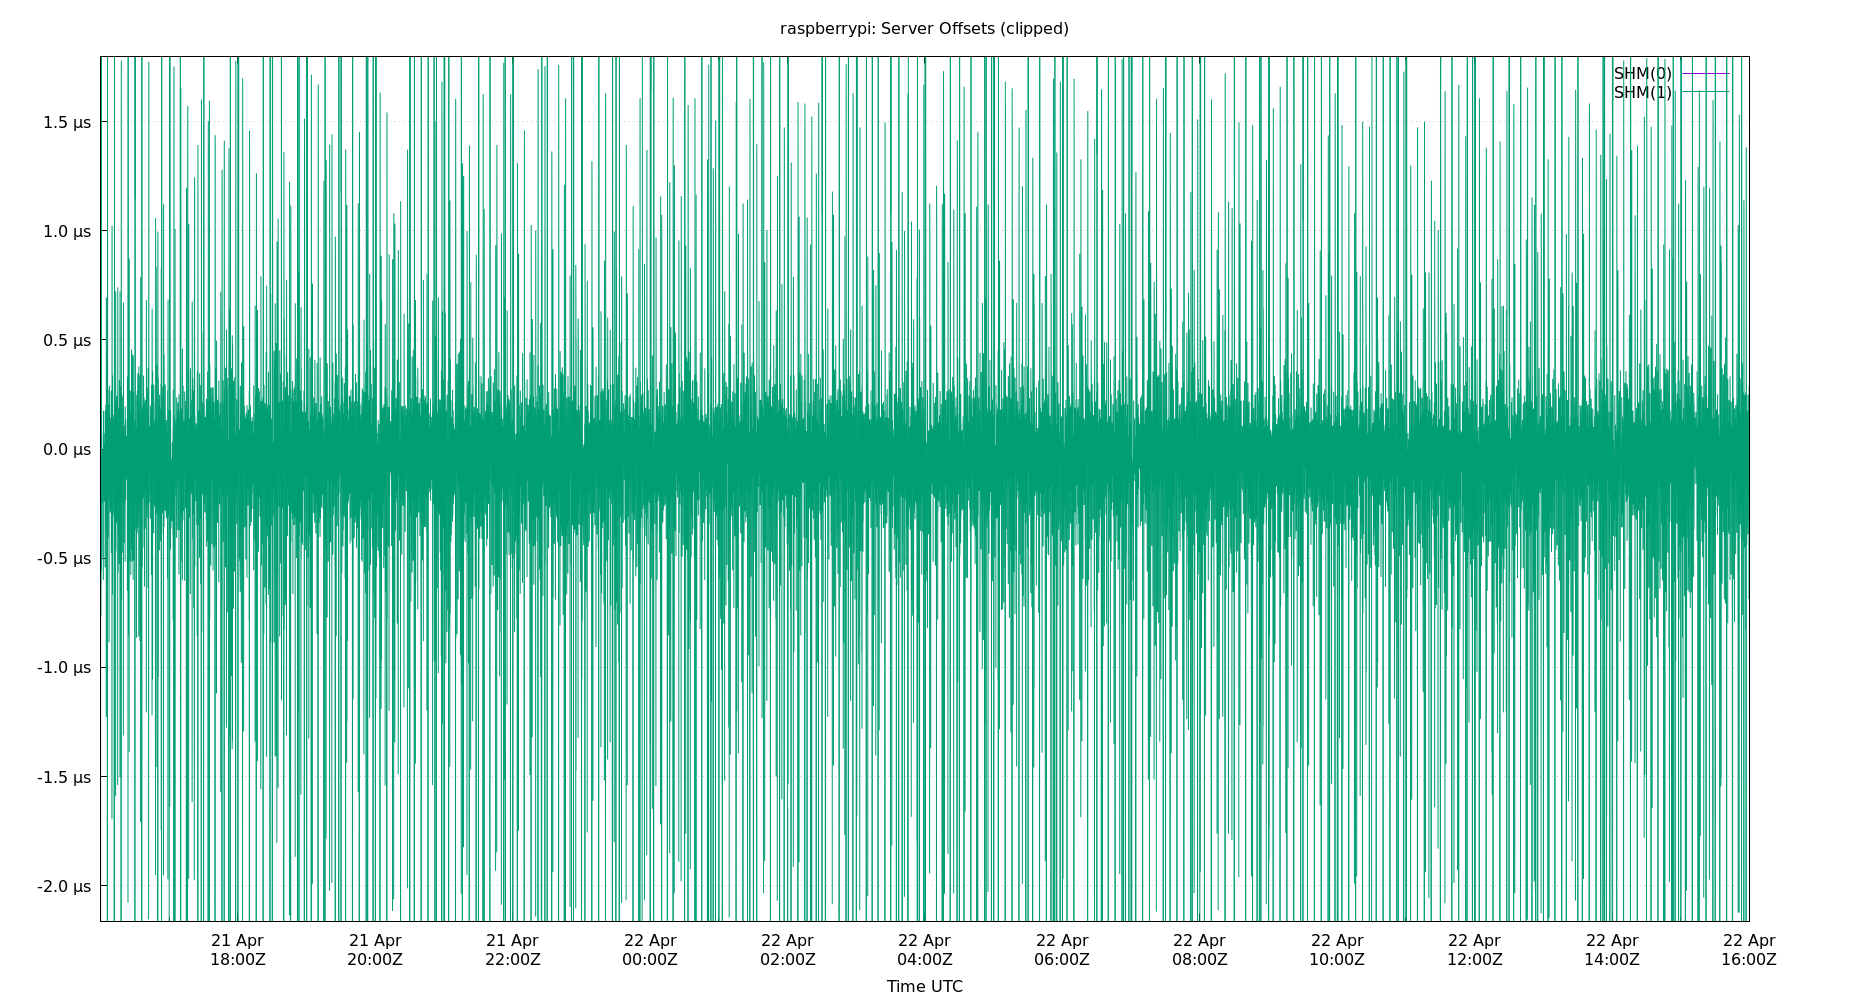 raspberrypi: Server Offsets (clipped)
SHM(0)
SHM(1)
1.5 µs
1.0 µs
0.5 µs
0.0 µs
-0.5 µs
-1.0 µs
-1.5 µs
-2.0 µs
21 Apr 21 Apr 21 Apr 22 Apr 22 Apr 22 Apr 22 Apr 22 Apr 22 Apr 22 Apr 22 Apr 22 Apr
18:00Z 20:00Z 22:00Z 00:00Z 02:00Z 04:00Z 06:00Z 08:00Z 10:00Z 12:00Z 14:00Z 16:00Z
Time UTC